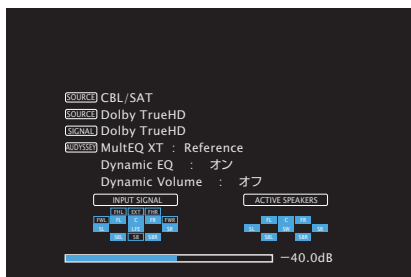 SOURCE CBL/SAT
SOURCE Dolby TrueHD
SIGNAL Dolby TrueHD
AUDYSSEY MultEQ XT : Reference
Dynamic EQ : オン
Dynamic Volume : オフ
INPUT SIGNAL ACTIVE SPEAKERS
FHL EXT FHR
FWL FL C FR FWR FL C FR
SL LFE SR SL SW SR
SBL SB SBR SBL SBR
−40.0dB